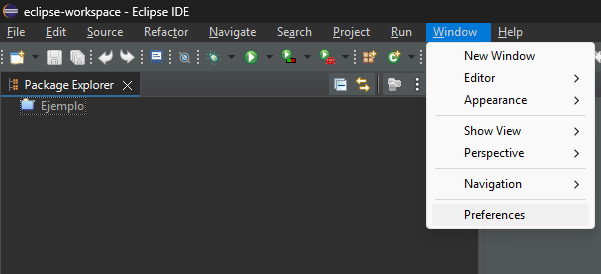 eclipse-workspace - Eclipse IDE
File Edit Source Refactor Navigate Search Project Run Window Help
Package Explorer
Ejemplo
New Window
Editor
Appearance
Show View
Perspective
Navigation
Preferences